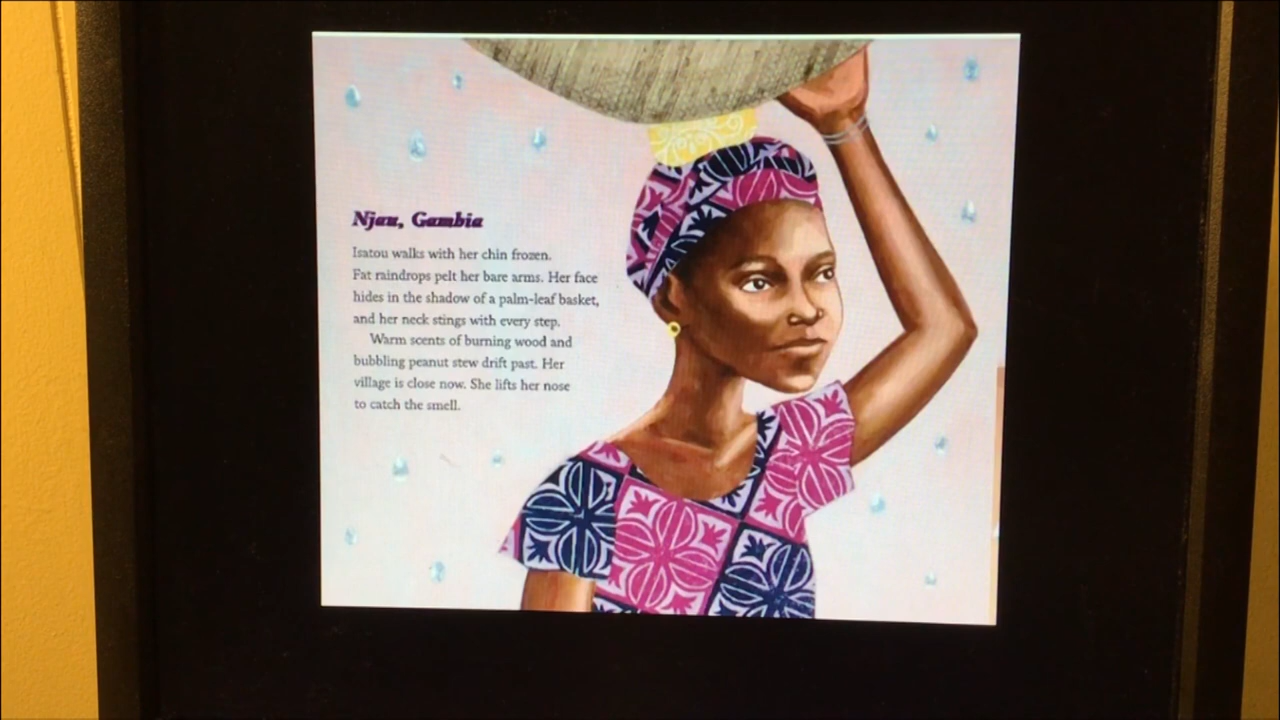 Njau, Gambia
Isatou walks with her chin frozen.
Fat raindrops pelt her bare arms. Her face
hides in the shadow of a palm-leaf basket,
and her neck stings with every step.
Warm scents of burning wood and
bubbling peanut stew drift past. Her
village is close now. She lifts her nose
to catch the smell.